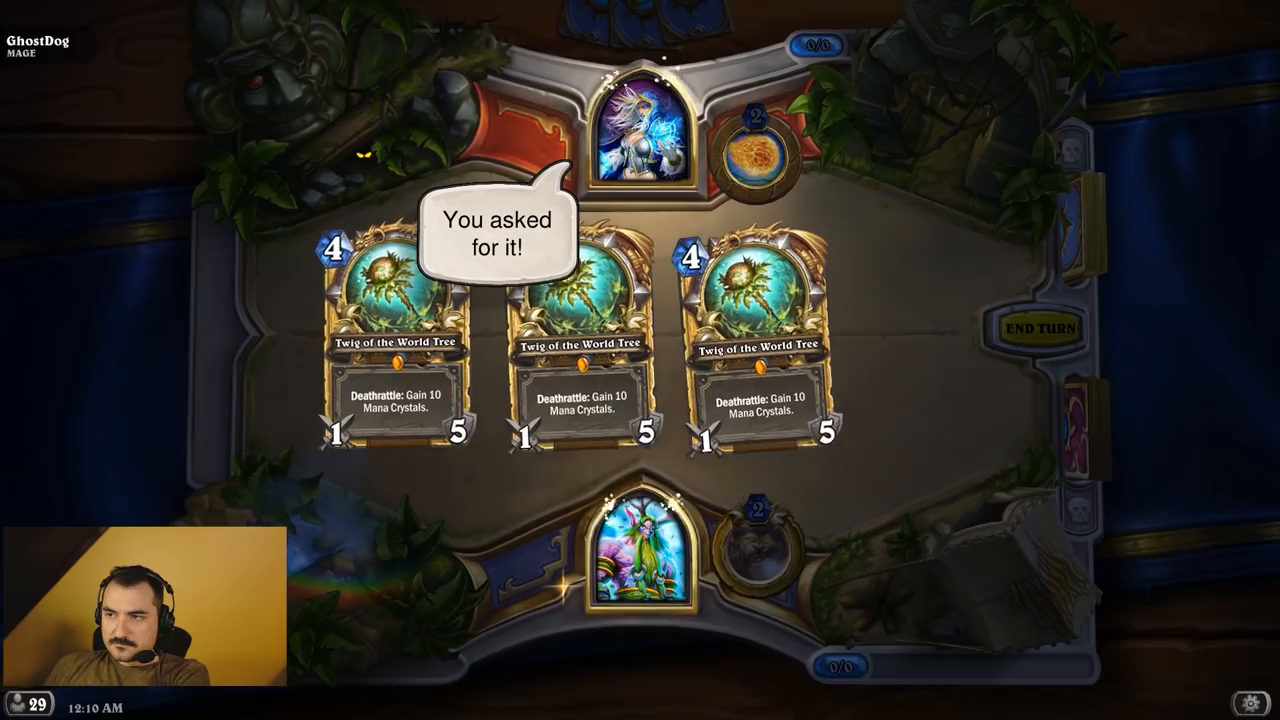 GhostDog
MAGE
0/0
2
You asked
for it!
4
4
Twig of the World Tree
Twig of the World Tree
Twig of the World Tree
Deathrattle: Gain 10
Mana Crystals.
Deathrattle: Gain 10
Mana Crystals.
Deathrattle: Gain 10
Mana Crystals.
1
5
1
5
1
5
END TURN
2
0/0
29
12:10 AM